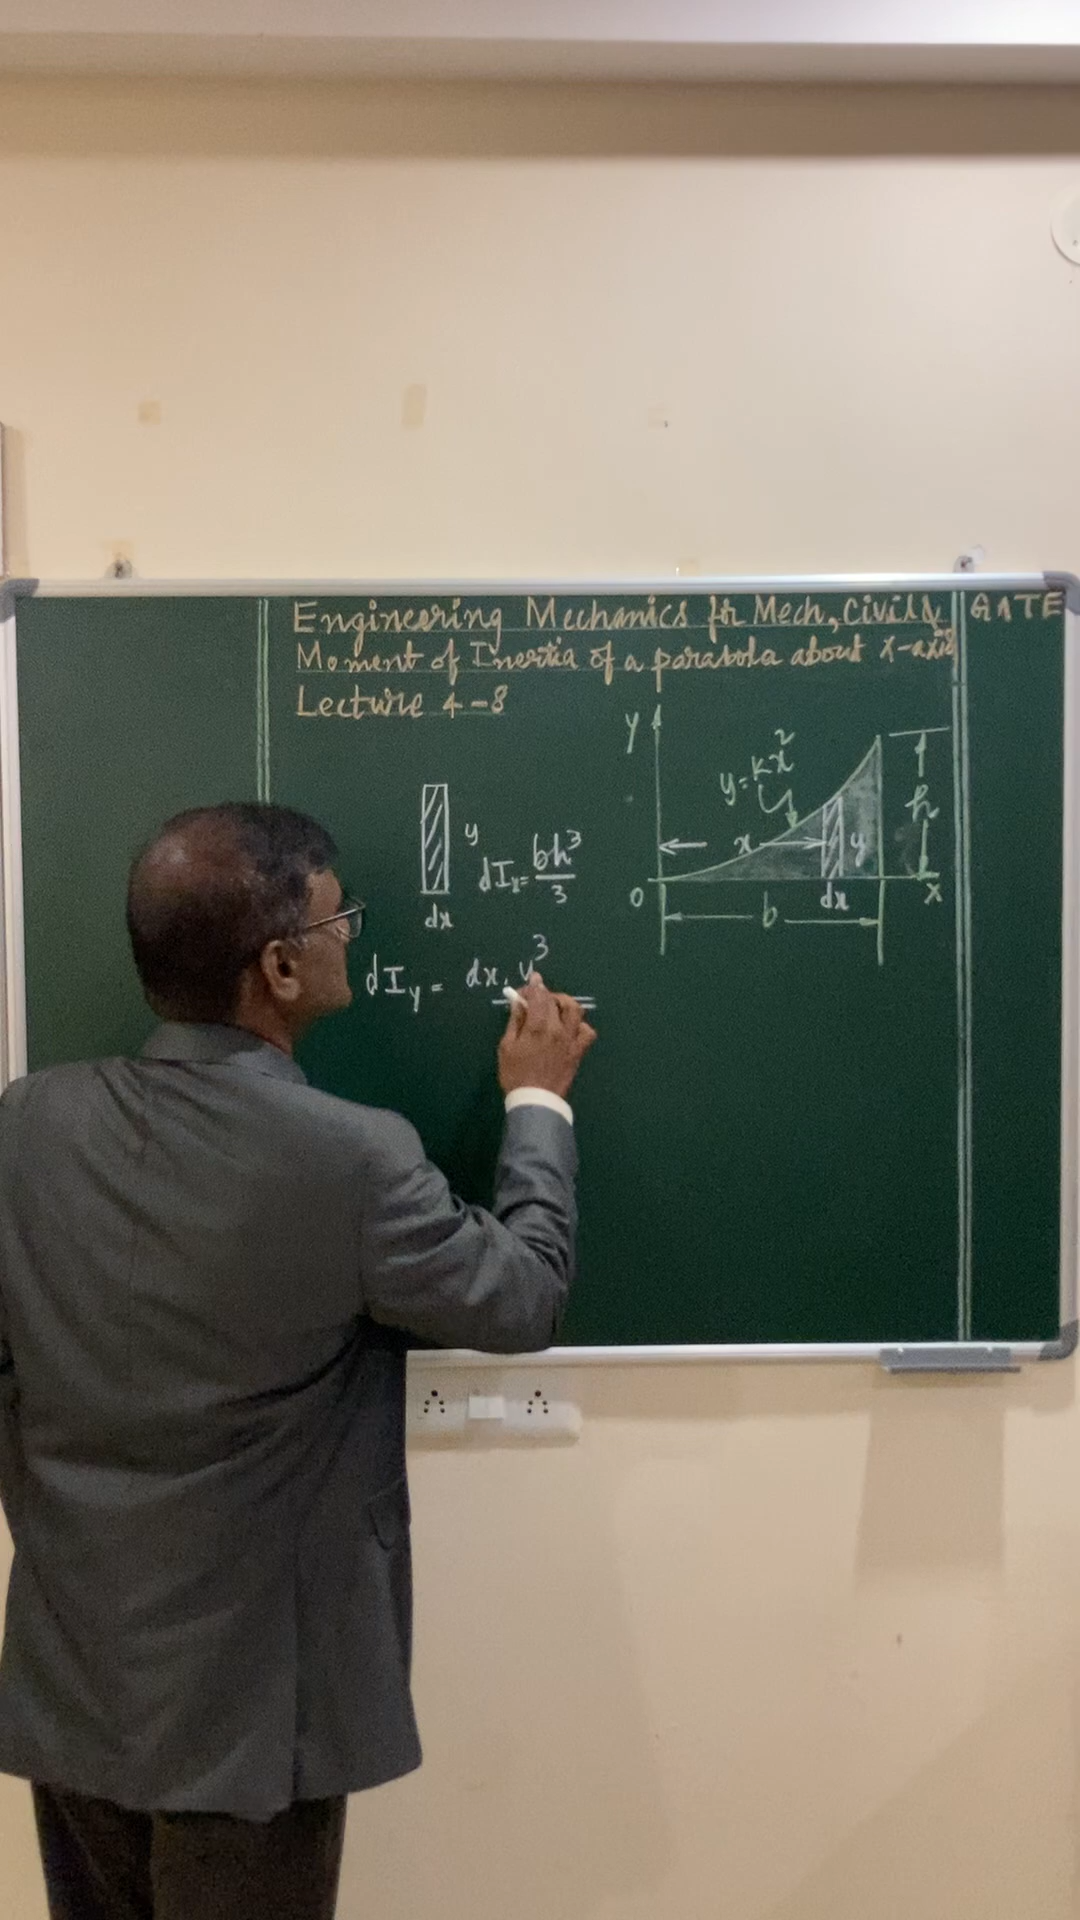 Engineering Mechanics for Mech, Civil & GATE
Moment of Inertia of a parabola about x-axis
Lecture 4-8
y
y=kx²
h
x
y
O
dx
x
b
y
dIx = bh³/3
dx
dIy = dx. y³